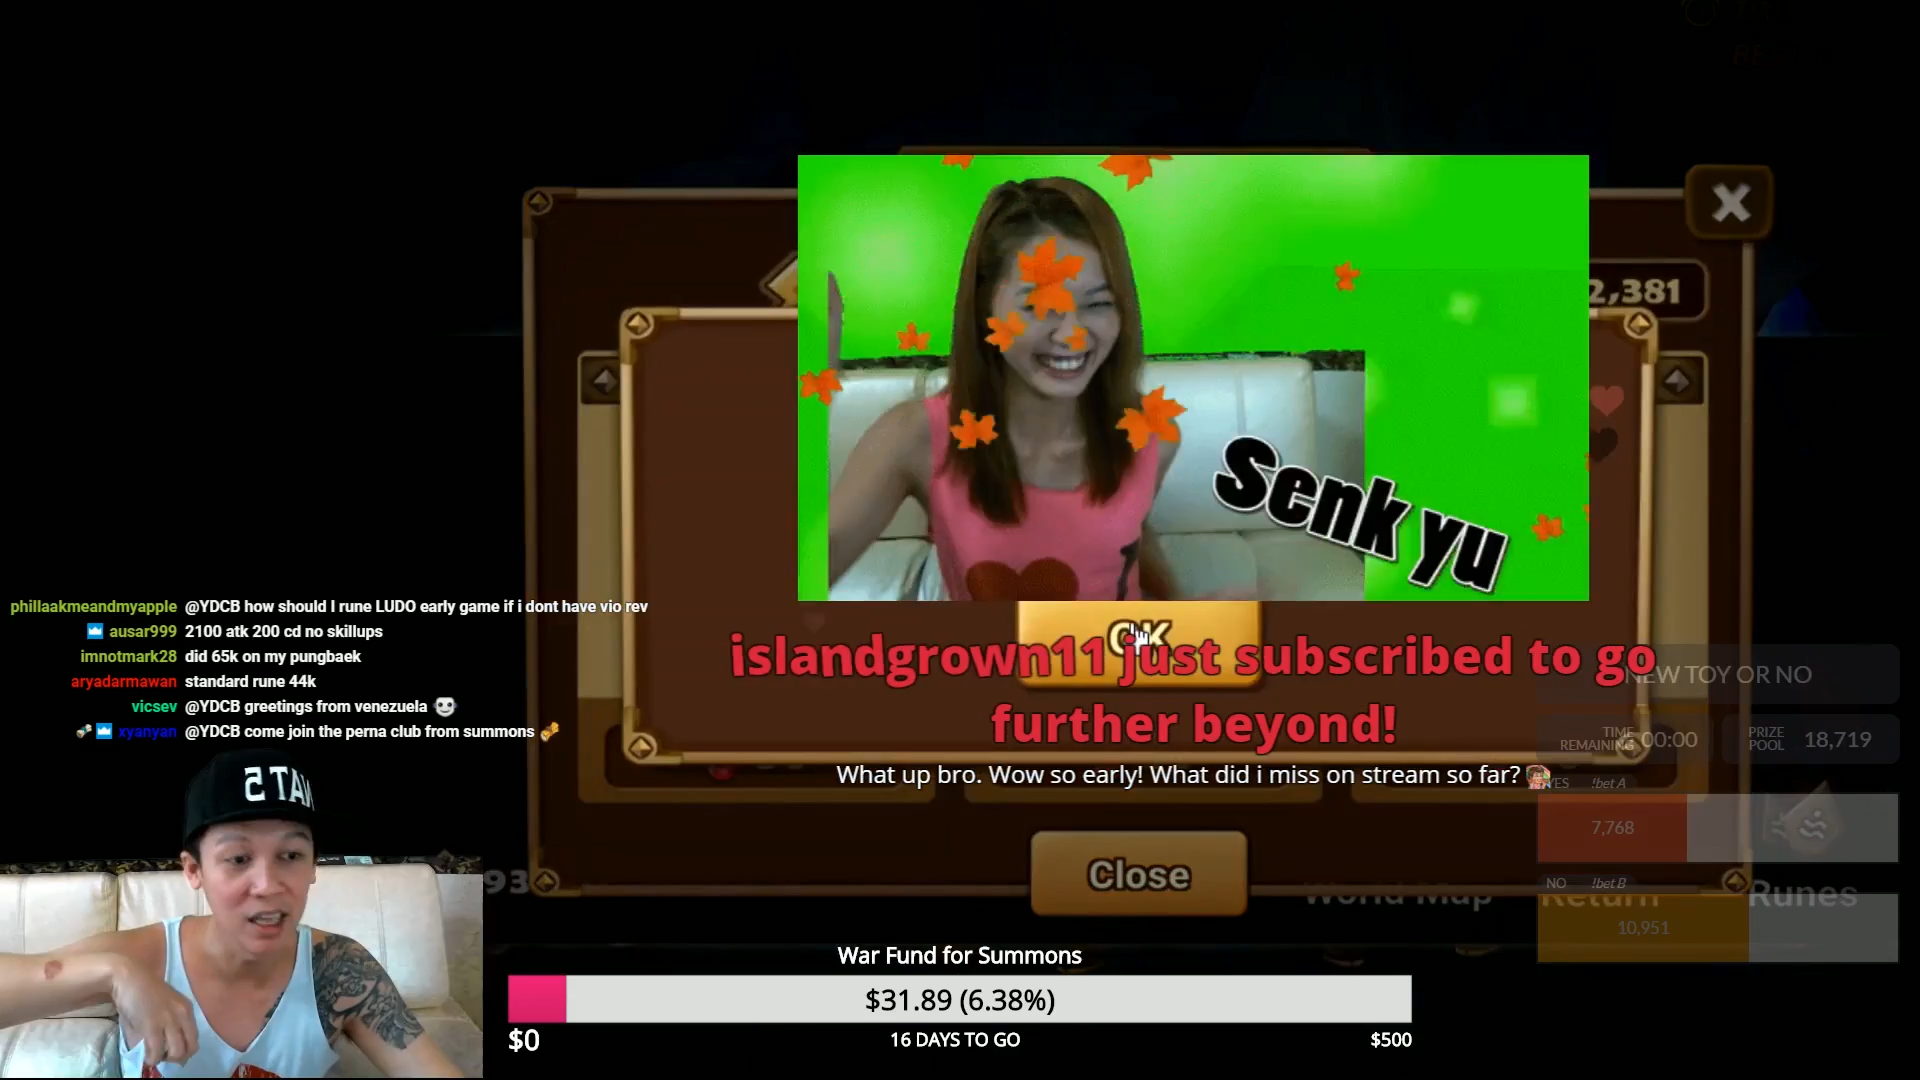 2,381
Senk yu
OK
islandgrown11 just subscribed to go
further beyond!
What up bro. Wow so early! What did i miss on stream so far?
phillaakmeandmyapple @YDCB how should I rune LUDO early game if i dont have vio rev
ausar999 2100 atk 200 cd no skillups
imnotmark28 did 65k on my pungbaek
aryadarmawan standard rune 44k
vicsev @YDCB greetings from venezuela
xyanyan @YDCB come join the perna club from summons
NEW TOY OR NO
TIME REMAINING 00:00 PRIZE POOL 18,719
YES !bet A
7,768
NO !bet B
10,951
Close
93
World Map Return Runes
War Fund for Summons
$31.89 (6.38%)
$0 16 DAYS TO GO $500